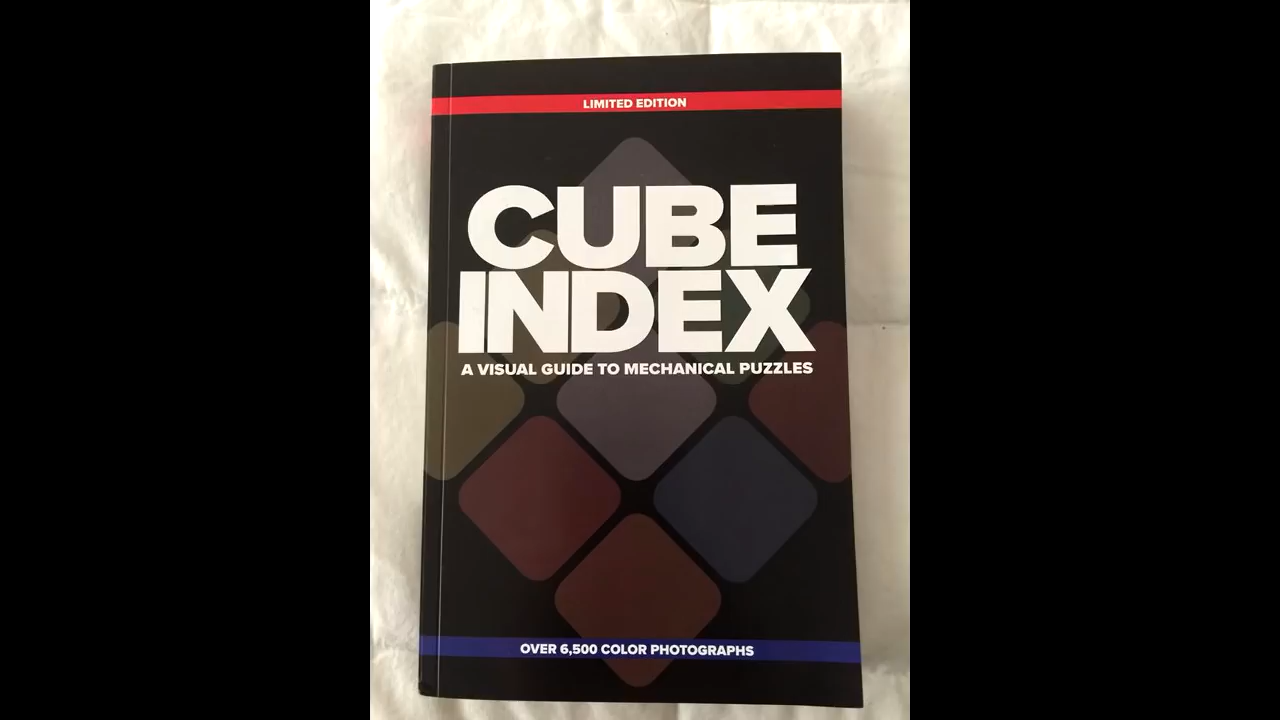 LIMITED EDITION
CUBE
INDEX
A VISUAL GUIDE TO MECHANICAL PUZZLES
OVER 6,500 COLOR PHOTOGRAPHS